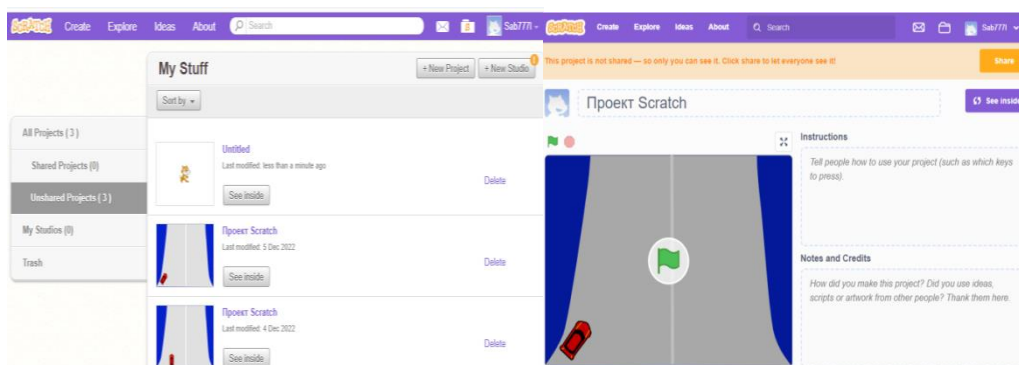 SCRATCH Create Explore Ideas About Search Sab777l
My Stuff
+ New Project + New Studio
Sort by
All Projects ( 3 )
Shared Projects (0)
Unshared Projects ( 3 )
My Studios (0)
Trash
Untitled
Last modified: less than a minute ago
See inside
Delete
Проект Scratch
Last modified: 5 Dec 2022
See inside
Delete
Проект Scratch
Last modified: 4 Dec 2022
See inside
Delete
SCRATCH Create Explore Ideas About Search Sab777l
This project is not shared — so only you can see it. Click share to let everyone see it!
Share
Проект Scratch
See inside
Instructions
Tell people how to use your project (such as which keys
to press).
Notes and Credits
How did you make this project? Did you use ideas,
scripts or artwork from other people? Thank them here.